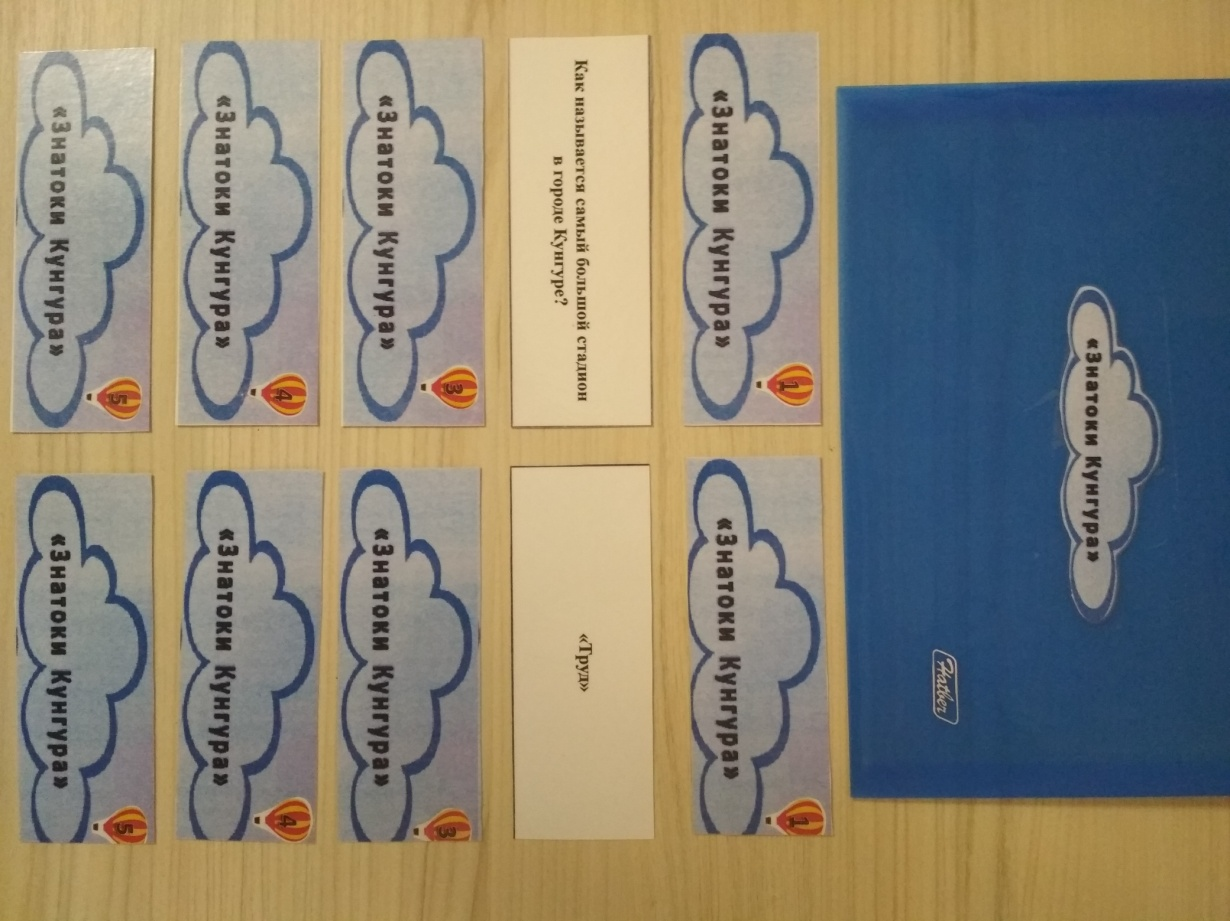 «Знатоки Кунгура»
Hatber
«Знатоки Кунгура»
1
«Знатоки Кунгура»
1
Как называется самый большой стадион
в городе Кунгуре?
«Труд»
«Знатоки Кунгура»
3
«Знатоки Кунгура»
3
«Знатоки Кунгура»
4
«Знатоки Кунгура»
4
«Знатоки Кунгура»
5
«Знатоки Кунгура»
5